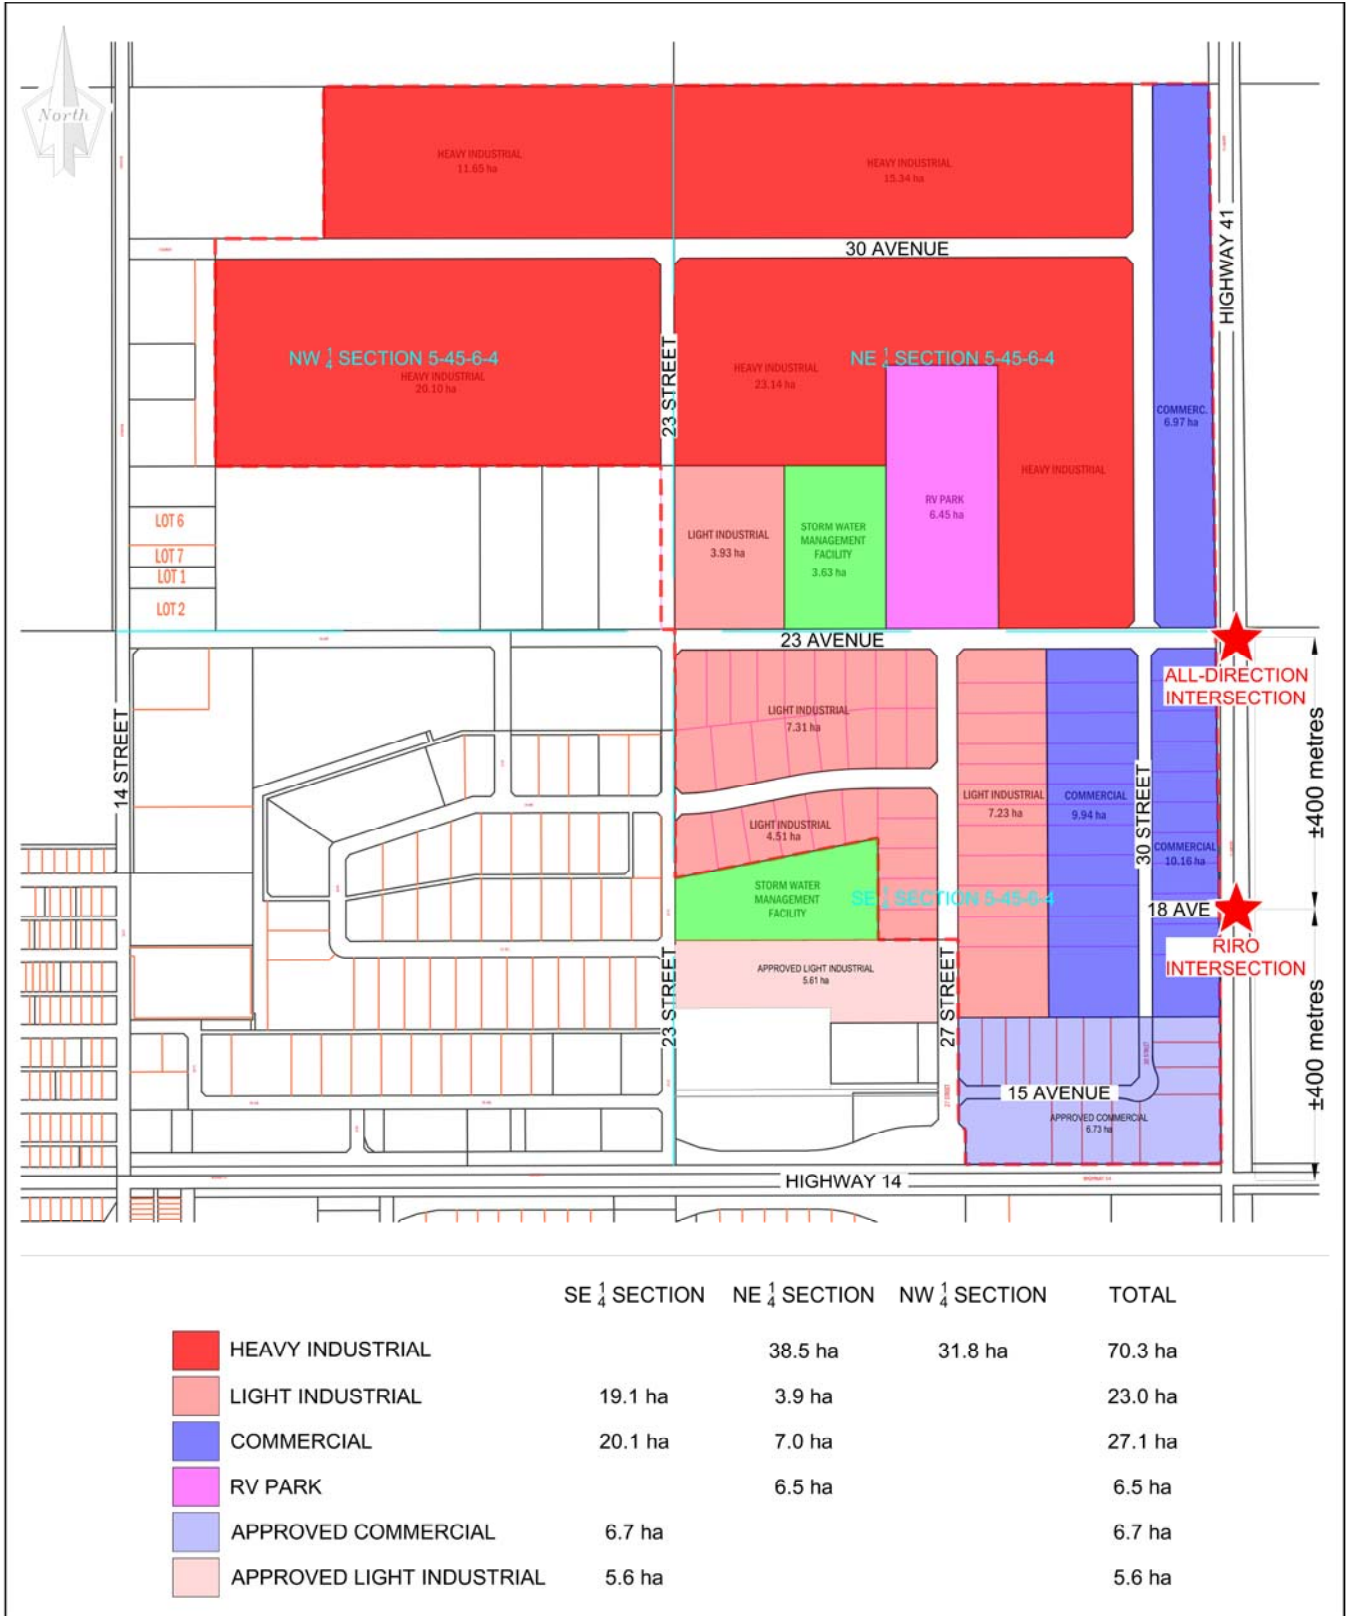 North
HEAVY INDUSTRIAL
11.65 ha
HEAVY INDUSTRIAL
15.34 ha
30 AVENUE
HIGHWAY 41
NW 1/4 SECTION 5-45-6-4
HEAVY INDUSTRIAL
20.10 ha
23 STREET
NE 1/4 SECTION 5-45-6-4
HEAVY INDUSTRIAL
23.14 ha
COMMERC.
6.97 ha
HEAVY INDUSTRIAL
RV PARK
6.45 ha
LOT 6
LOT 7
LOT 1
LOT 2
LIGHT INDUSTRIAL
3.93 ha
STORM WATER
MANAGEMENT
FACILITY
3.63 ha
23 AVENUE
ALL-DIRECTION
INTERSECTION
14 STREET
LIGHT INDUSTRIAL
7.31 ha
LIGHT INDUSTRIAL
7.23 ha
COMMERCIAL
9.94 ha
30 STREET
±400 metres
LIGHT INDUSTRIAL
4.51 ha
COMMERCIAL
10.16 ha
STORM WATER
MANAGEMENT
FACILITY
SE 1/4 SECTION 5-45-6-4
18 AVE
RIRO
INTERSECTION
APPROVED LIGHT INDUSTRIAL
5.61 ha
23 STREET
27 STREET
±400 metres
27 STREET
15 AVENUE
APPROVED COMMERCIAL
6.73 ha
HIGHWAY 14
SE 1/4 SECTION NE 1/4 SECTION NW 1/4 SECTION TOTAL
HEAVY INDUSTRIAL 38.5 ha 31.8 ha 70.3 ha
LIGHT INDUSTRIAL 19.1 ha 3.9 ha 23.0 ha
COMMERCIAL 20.1 ha 7.0 ha 27.1 ha
RV PARK 6.5 ha 6.5 ha
APPROVED COMMERCIAL 6.7 ha 6.7 ha
APPROVED LIGHT INDUSTRIAL 5.6 ha 5.6 ha